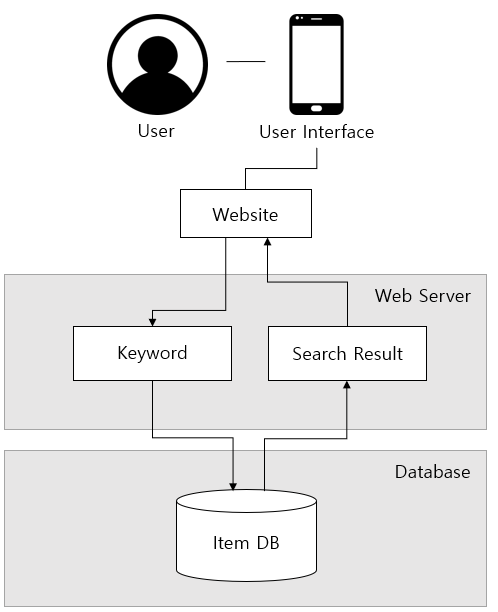 User
User Interface
Website
Web Server
Keyword
Search Result
Database
Item DB